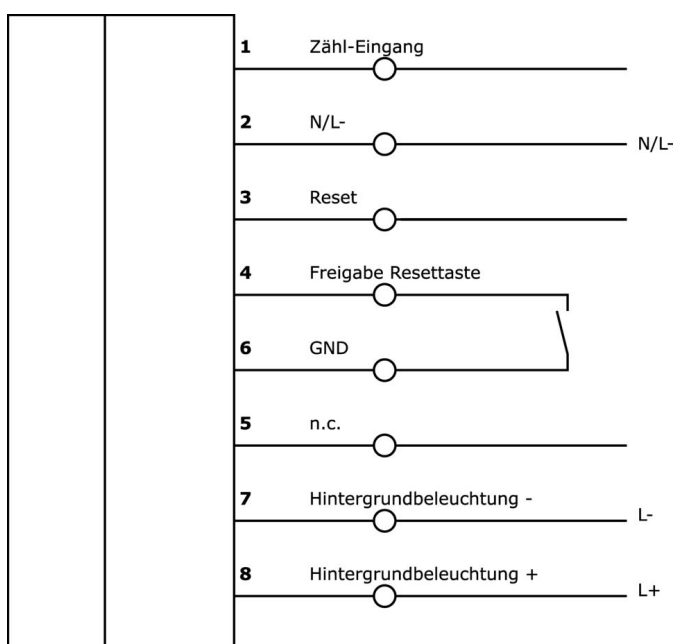 1 Zähl-Eingang
2 N/L- N/L-
3 Reset
4 Freigabe Resettaste
6 GND
5 n.c.
7 Hintergrundbeleuchtung - L-
8 Hintergrundbeleuchtung + L+